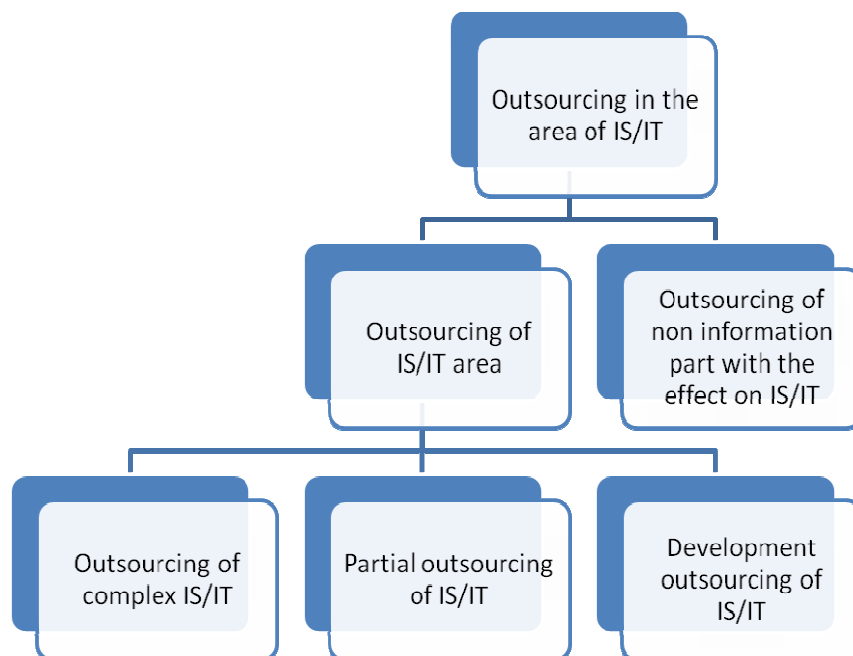 Outsourcing in the
area of IS/IT
Outsourcing of
IS/IT area
Outsourcing of
non information
part with the
effect on IS/IT
Outsourcing of
complex IS/IT
Partial outsourcing
of IS/IT
Development
outsourcing of
IS/IT